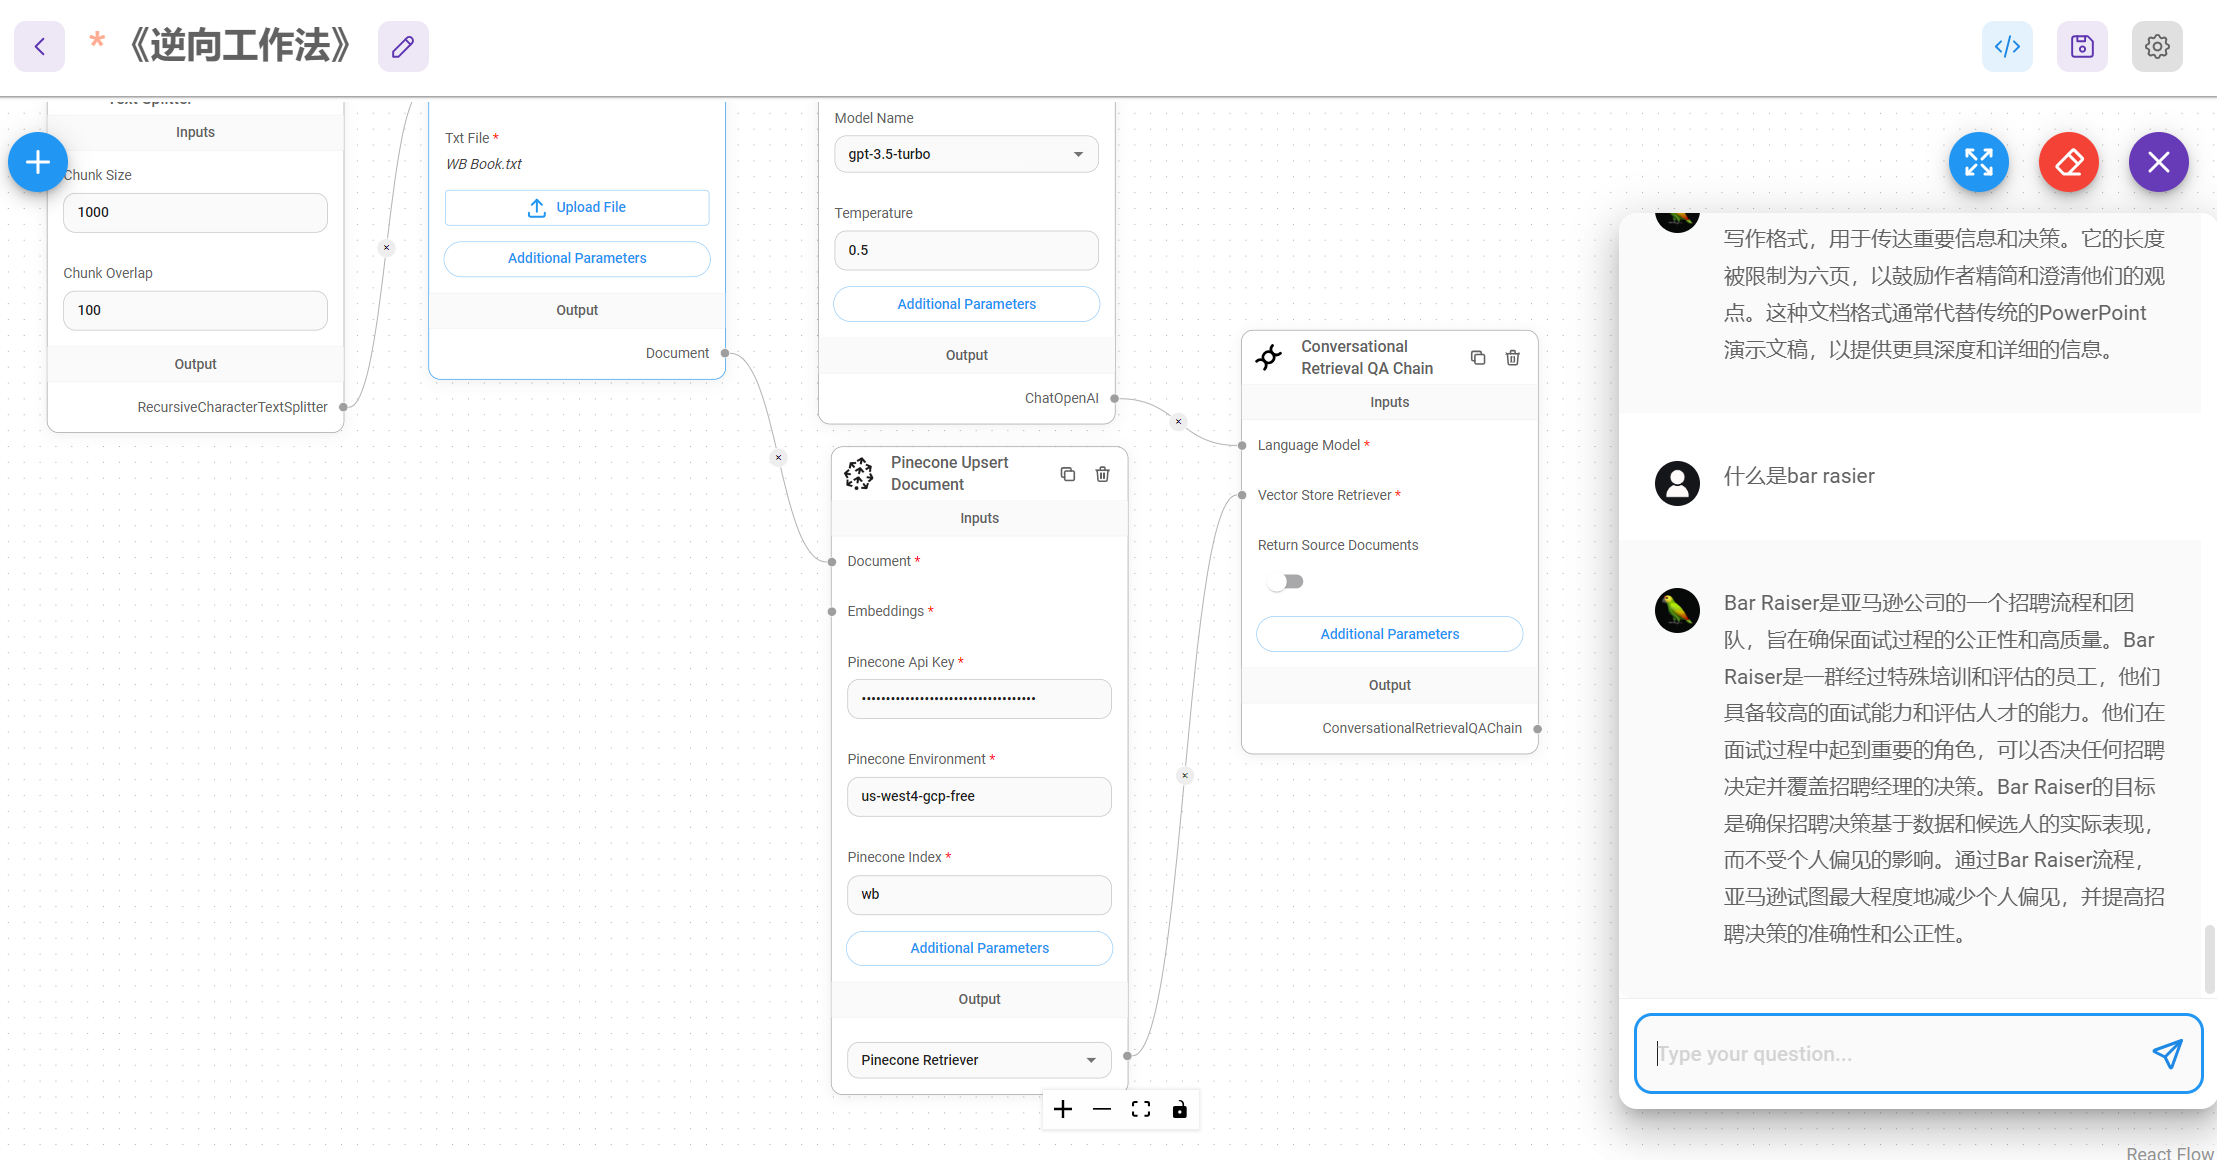 * 《逆向工作法》
Text Splitter
Inputs
Chunk Size
1000
Chunk Overlap
100
Output
RecursiveCharacterTextSplitter
Txt File *
WB Book.txt
Upload File
Additional Parameters
Output
Document
Model Name
gpt-3.5-turbo
Temperature
0.5
Additional Parameters
Output
ChatOpenAI
Pinecone Upsert
Document
Inputs
Document *
Embeddings *
Pinecone Api Key *
••••••••••••••••••••••••••••••••••••
Pinecone Environment *
us-west4-gcp-free
Pinecone Index *
wb
Additional Parameters
Output
Pinecone Retriever
Conversational
Retrieval QA Chain
Inputs
Language Model *
Vector Store Retriever *
Return Source Documents
Additional Parameters
Output
ConversationalRetrievalQAChain
写作格式，用于传达重要信息和决策。它的长度
被限制为六页，以鼓励作者精简和澄清他们的观
点。这种文档格式通常代替传统的PowerPoint
演示文稿，以提供更具深度和详细的信息。
什么是bar rasier
Bar Raiser是亚马逊公司的一个招聘流程和团
队，旨在确保面试过程的公正性和高质量。Bar
Raiser是一群经过特殊培训和评估的员工，他们
具备较高的面试能力和评估人才的能力。他们在
面试过程中起到重要的角色，可以否决任何招聘
决定并覆盖招聘经理的决策。Bar Raiser的目标
是确保招聘决策基于数据和候选人的实际表现，
而不受个人偏见的影响。通过Bar Raiser流程，
亚马逊试图最大程度地减少个人偏见，并提高招
聘决策的准确性和公正性。
Type your question...
React Flow